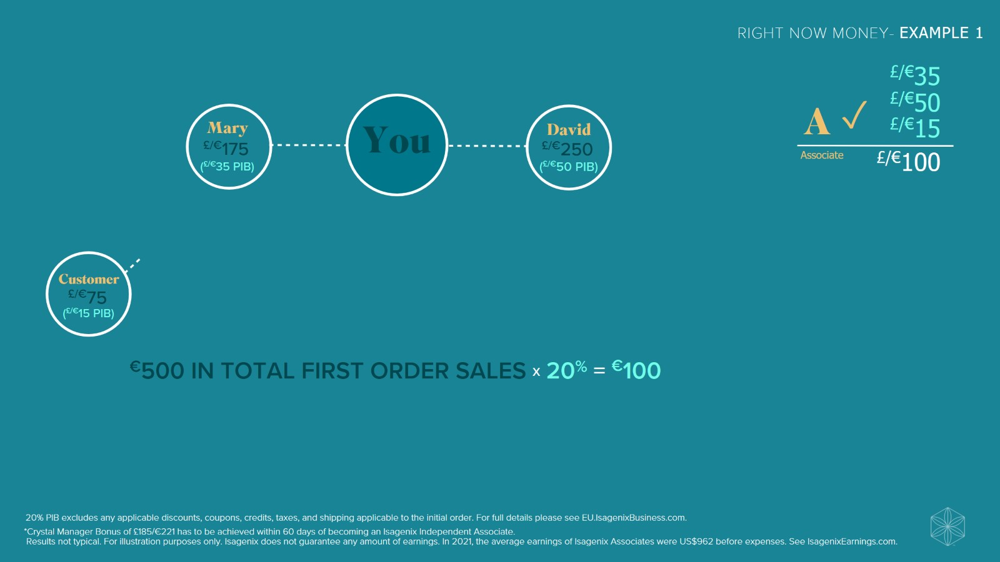 RIGHT NOW MONEY- EXAMPLE 1
£/€35
£/€50
£/€15
A ✓
Associate
£/€100
Mary
£/€175
(£/€35 PIB)
You
David
£/€250
(£/€50 PIB)
Customer
£/€75
(£/€15 PIB)
€500 IN TOTAL FIRST ORDER SALES x 20% = €100
20% PIB excludes any applicable discounts, coupons, credits, taxes, and shipping applicable to the initial order. For full details please see EU.IsagenixBusiness.com.
*Crystal Manager Bonus of £185/€221 has to be achieved within 60 days of becoming an Isagenix Independent Associate.
Results not typical. For illustration purposes only. Isagenix does not guarantee any amount of earnings. In 2021, the average earnings of Isagenix Associates were US$962 before expenses. See IsagenixEarnings.com.